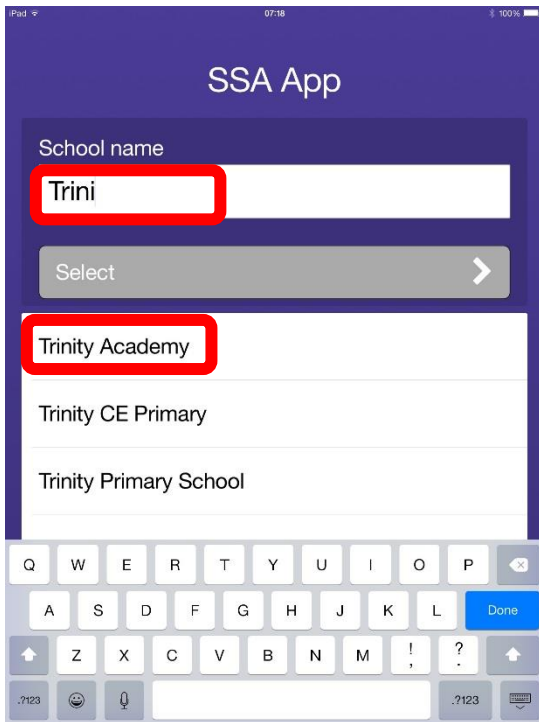 iPad 07:18 100%
SSA App
School name
Trini
Select
Trinity Academy
Trinity CE Primary
Trinity Primary School
Q W E R T Y U I O P
A S D F G H J K L Done
Z X C V B N M ! , ? .
.?123 .?123